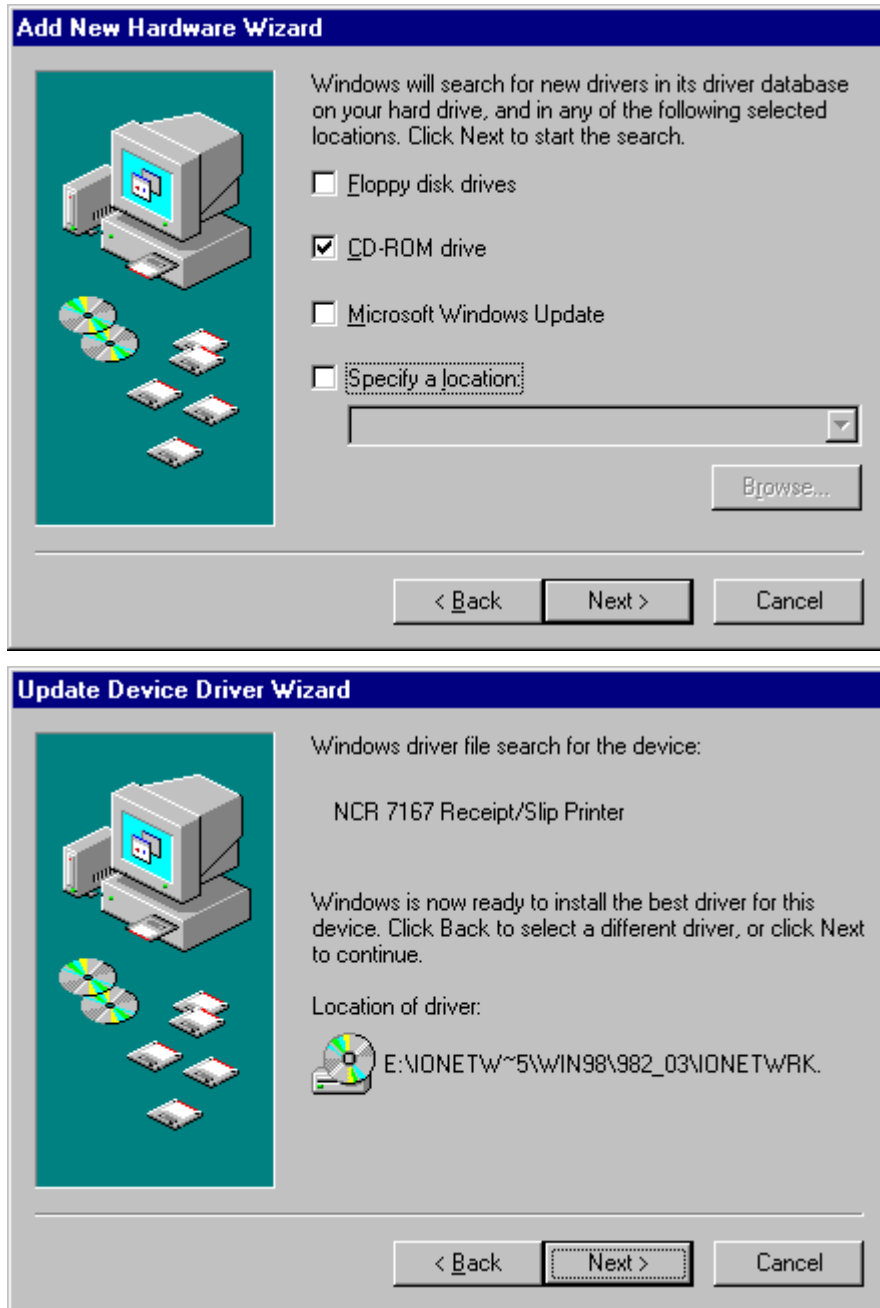 Add New Hardware Wizard
Windows will search for new drivers in its driver database
on your hard drive, and in any of the following selected
locations. Click Next to start the search.
Floppy disk drives
CD-ROM drive
Microsoft Windows Update
Specify a location:
Browse...
< Back Next > Cancel
Update Device Driver Wizard
Windows driver file search for the device:
NCR 7167 Receipt/Slip Printer
Windows is now ready to install the best driver for this
device. Click Back to select a different driver, or click Next
to continue.
Location of driver:
E:\IONETW~5\WIN98\982_03\IONETWRK.
< Back Next > Cancel